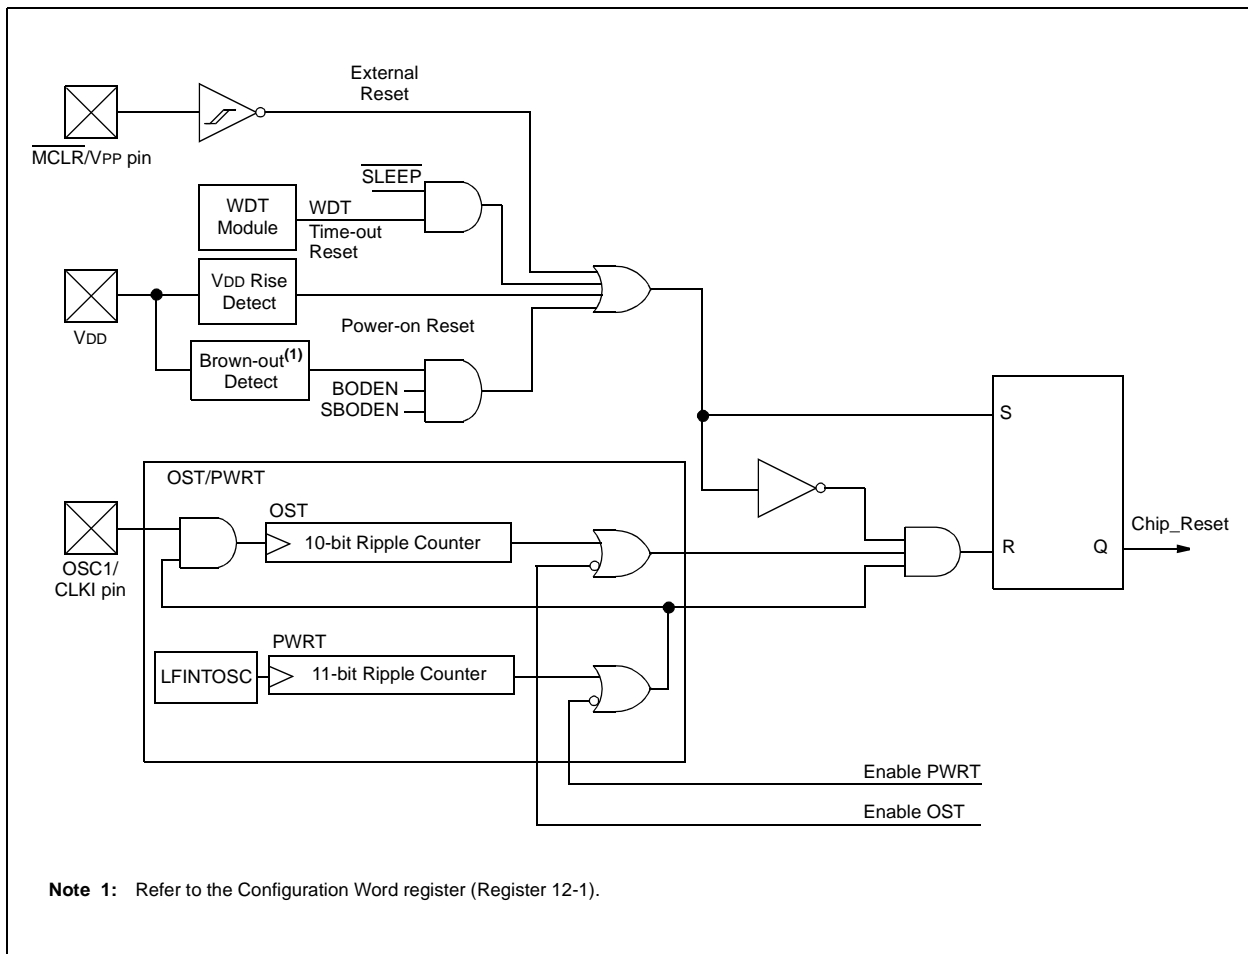 External
Reset
MCLR/VPP pin
SLEEP
WDT
Module
WDT
Time-out
Reset
VDD Rise
Detect
VDD
Power-on Reset
Brown-out(1)
Detect
BODEN
SBODEN
S
OST/PWRT
OST
10-bit Ripple Counter
OSC1/
CLKI pin
Chip_Reset
R
Q
PWRT
LFINTOSC
11-bit Ripple Counter
Enable PWRT
Enable OST
Note 1: Refer to the Configuration Word register (Register 12-1).